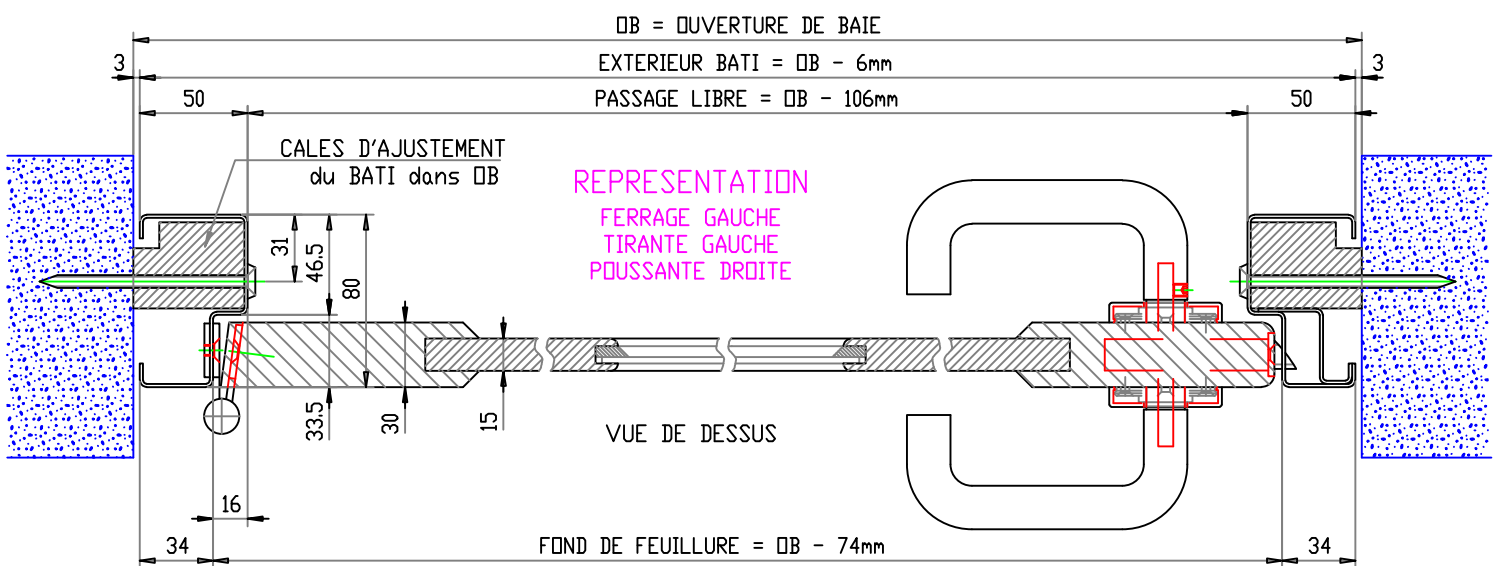 OB = OUVERTURE DE BAIE
3
EXTERIEUR BATI = OB - 6mm
3
50
PASSAGE LIBRE = OB - 106mm
50
CALES D'AJUSTEMENT
du BATI dans OB
REPRESENTATION
FERRAGE GAUCHE
TIRANTE GAUCHE
POUSSANTE DROITE
31
46.5
80
33.5
30
15
VUE DE DESSUS
16
34
FOND DE FEUILLURE = OB - 74mm
34